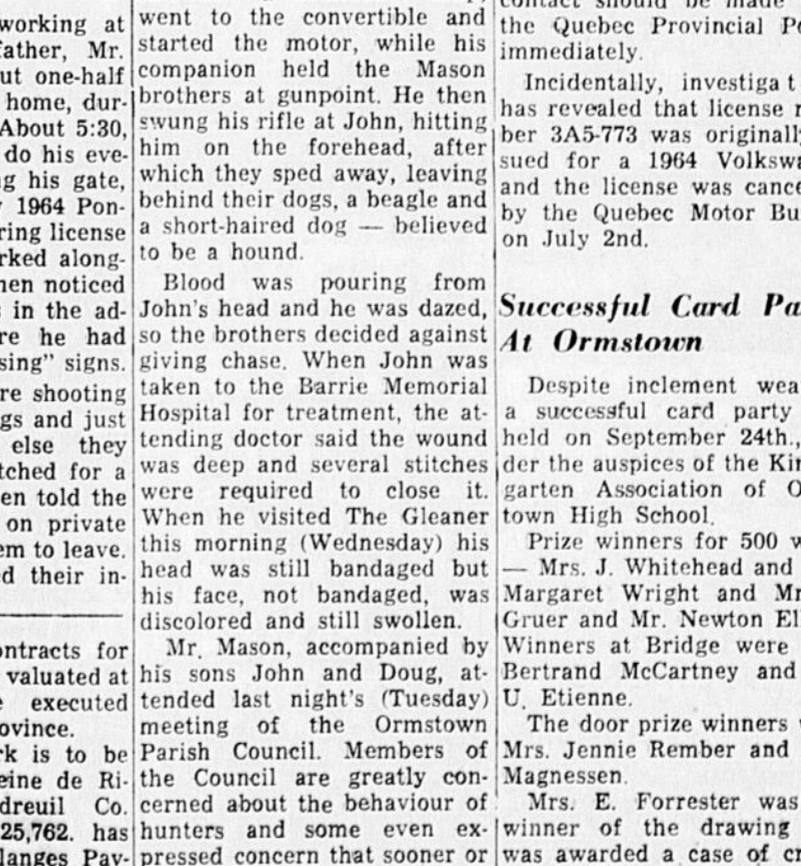 working at
father, Mr.
ut one-half
home, dur-
About 5:30,
do his eve-
g his gate,
1964 Pon-
ring license
rked along-
hen noticed
in the ad-
re he had
sing" signs.
re shooting
gs and just
else they
tched for a
en told the
on private
em to leave.
d their in-
ontracts for
valuated at
executed
ovince.
rk is to be
eine de Ri-
dreuil Co.
25,762. has
langes Pav-
went to the convertible and
started the motor, while his
companion held the Mason
brothers at gunpoint. He then
swung his rifle at John, hitting
him on the forehead, after
which they sped away, leaving
behind their dogs, a beagle and
a short-haired dog — believed
to be a hound.
Blood was pouring from
John's head and he was dazed,
so the brothers decided against
giving chase. When John was
taken to the Barrie Memorial
Hospital for treatment, the at-
tending doctor said the wound
was deep and several stitches
were required to close it.
When he visited The Gleaner
this morning (Wednesday) his
head was still bandaged but
his face, not bandaged, was
discolored and still swollen.
Mr. Mason, accompanied by
his sons John and Doug, at-
tended last night's (Tuesday)
meeting of the Ormstown
Parish Council. Members of
the Council are greatly con-
cerned about the behaviour of
hunters and some even ex-
pressed concern that sooner or
contact should be made
the Quebec Provincial Po
immediately.
Incidentally, investigat
has revealed that license n
ber 3A5-773 was originally
sued for a 1964 Volkswa
and the license was cance
by the Quebec Motor Bu
on July 2nd.
Successful Card Pa
At Ormstown
Despite inclement wea
a successful card party
held on September 24th.,
der the auspices of the Kin
garten Association of O
town High School.
Prize winners for 500 w
— Mrs. J. Whitehead and
Margaret Wright and Mr
Gruer and Mr. Newton Ell
Winners at Bridge were
Bertrand McCartney and
U. Etienne.
The door prize winners
Mrs. Jennie Rember and
Magnessen.
Mrs. E. Forrester was
winner of the drawing
was awarded a case of